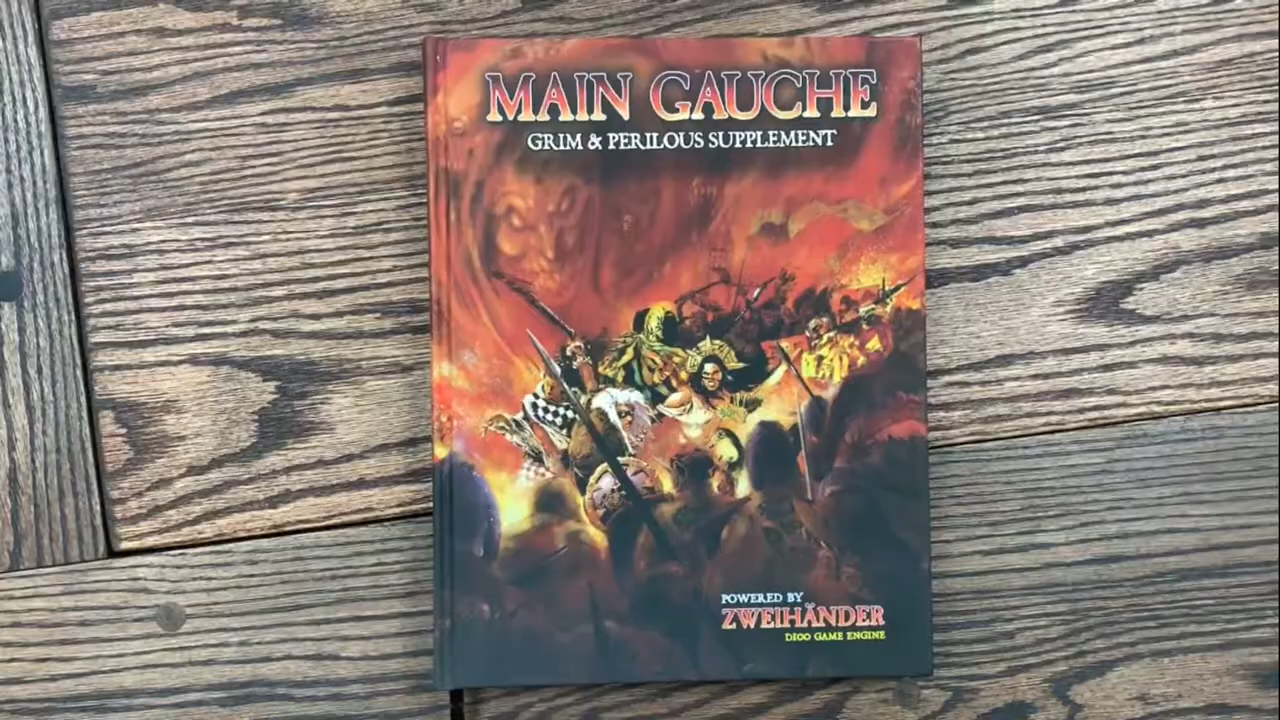 MAIN GAUCHE
GRIM & PERILOUS SUPPLEMENT
POWERED BY
ZWEIHÄNDER
D100 GAME ENGINE